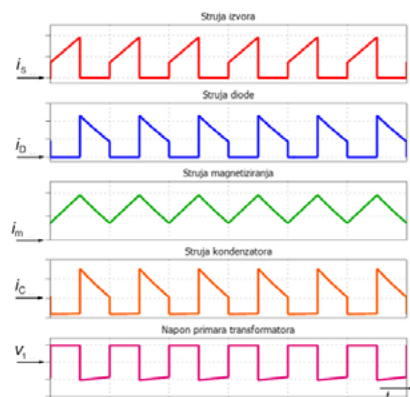 Struja izvora
iS
Struja diode
iD
Struja magnetiziranja
im
Struja kondenzatora
iC
Napon primara transformatora
V1